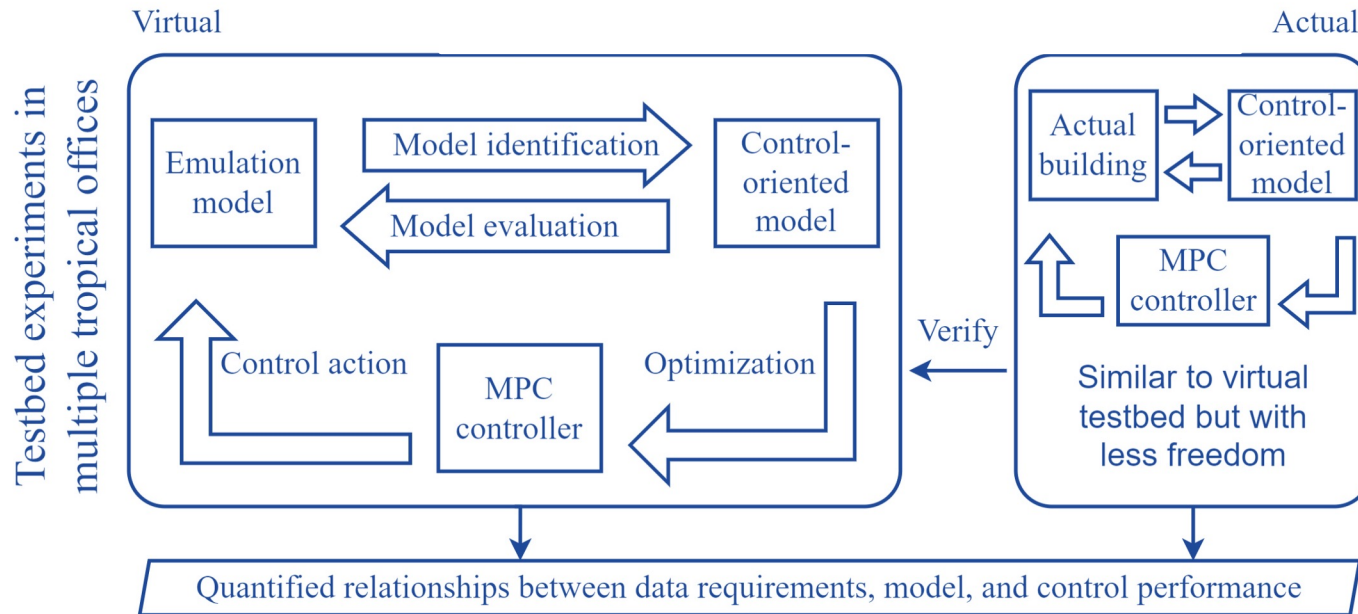 Virtual
Actual
Testbed experiments in
multiple tropical offices
Emulation
model
Model identification
Model evaluation
Control-
oriented
model
Control action
MPC
controller
Optimization
Verify
Actual
building
Control-
oriented
model
MPC
controller
Similar to virtual
testbed but with
less freedom
Quantified relationships between data requirements, model, and control performance